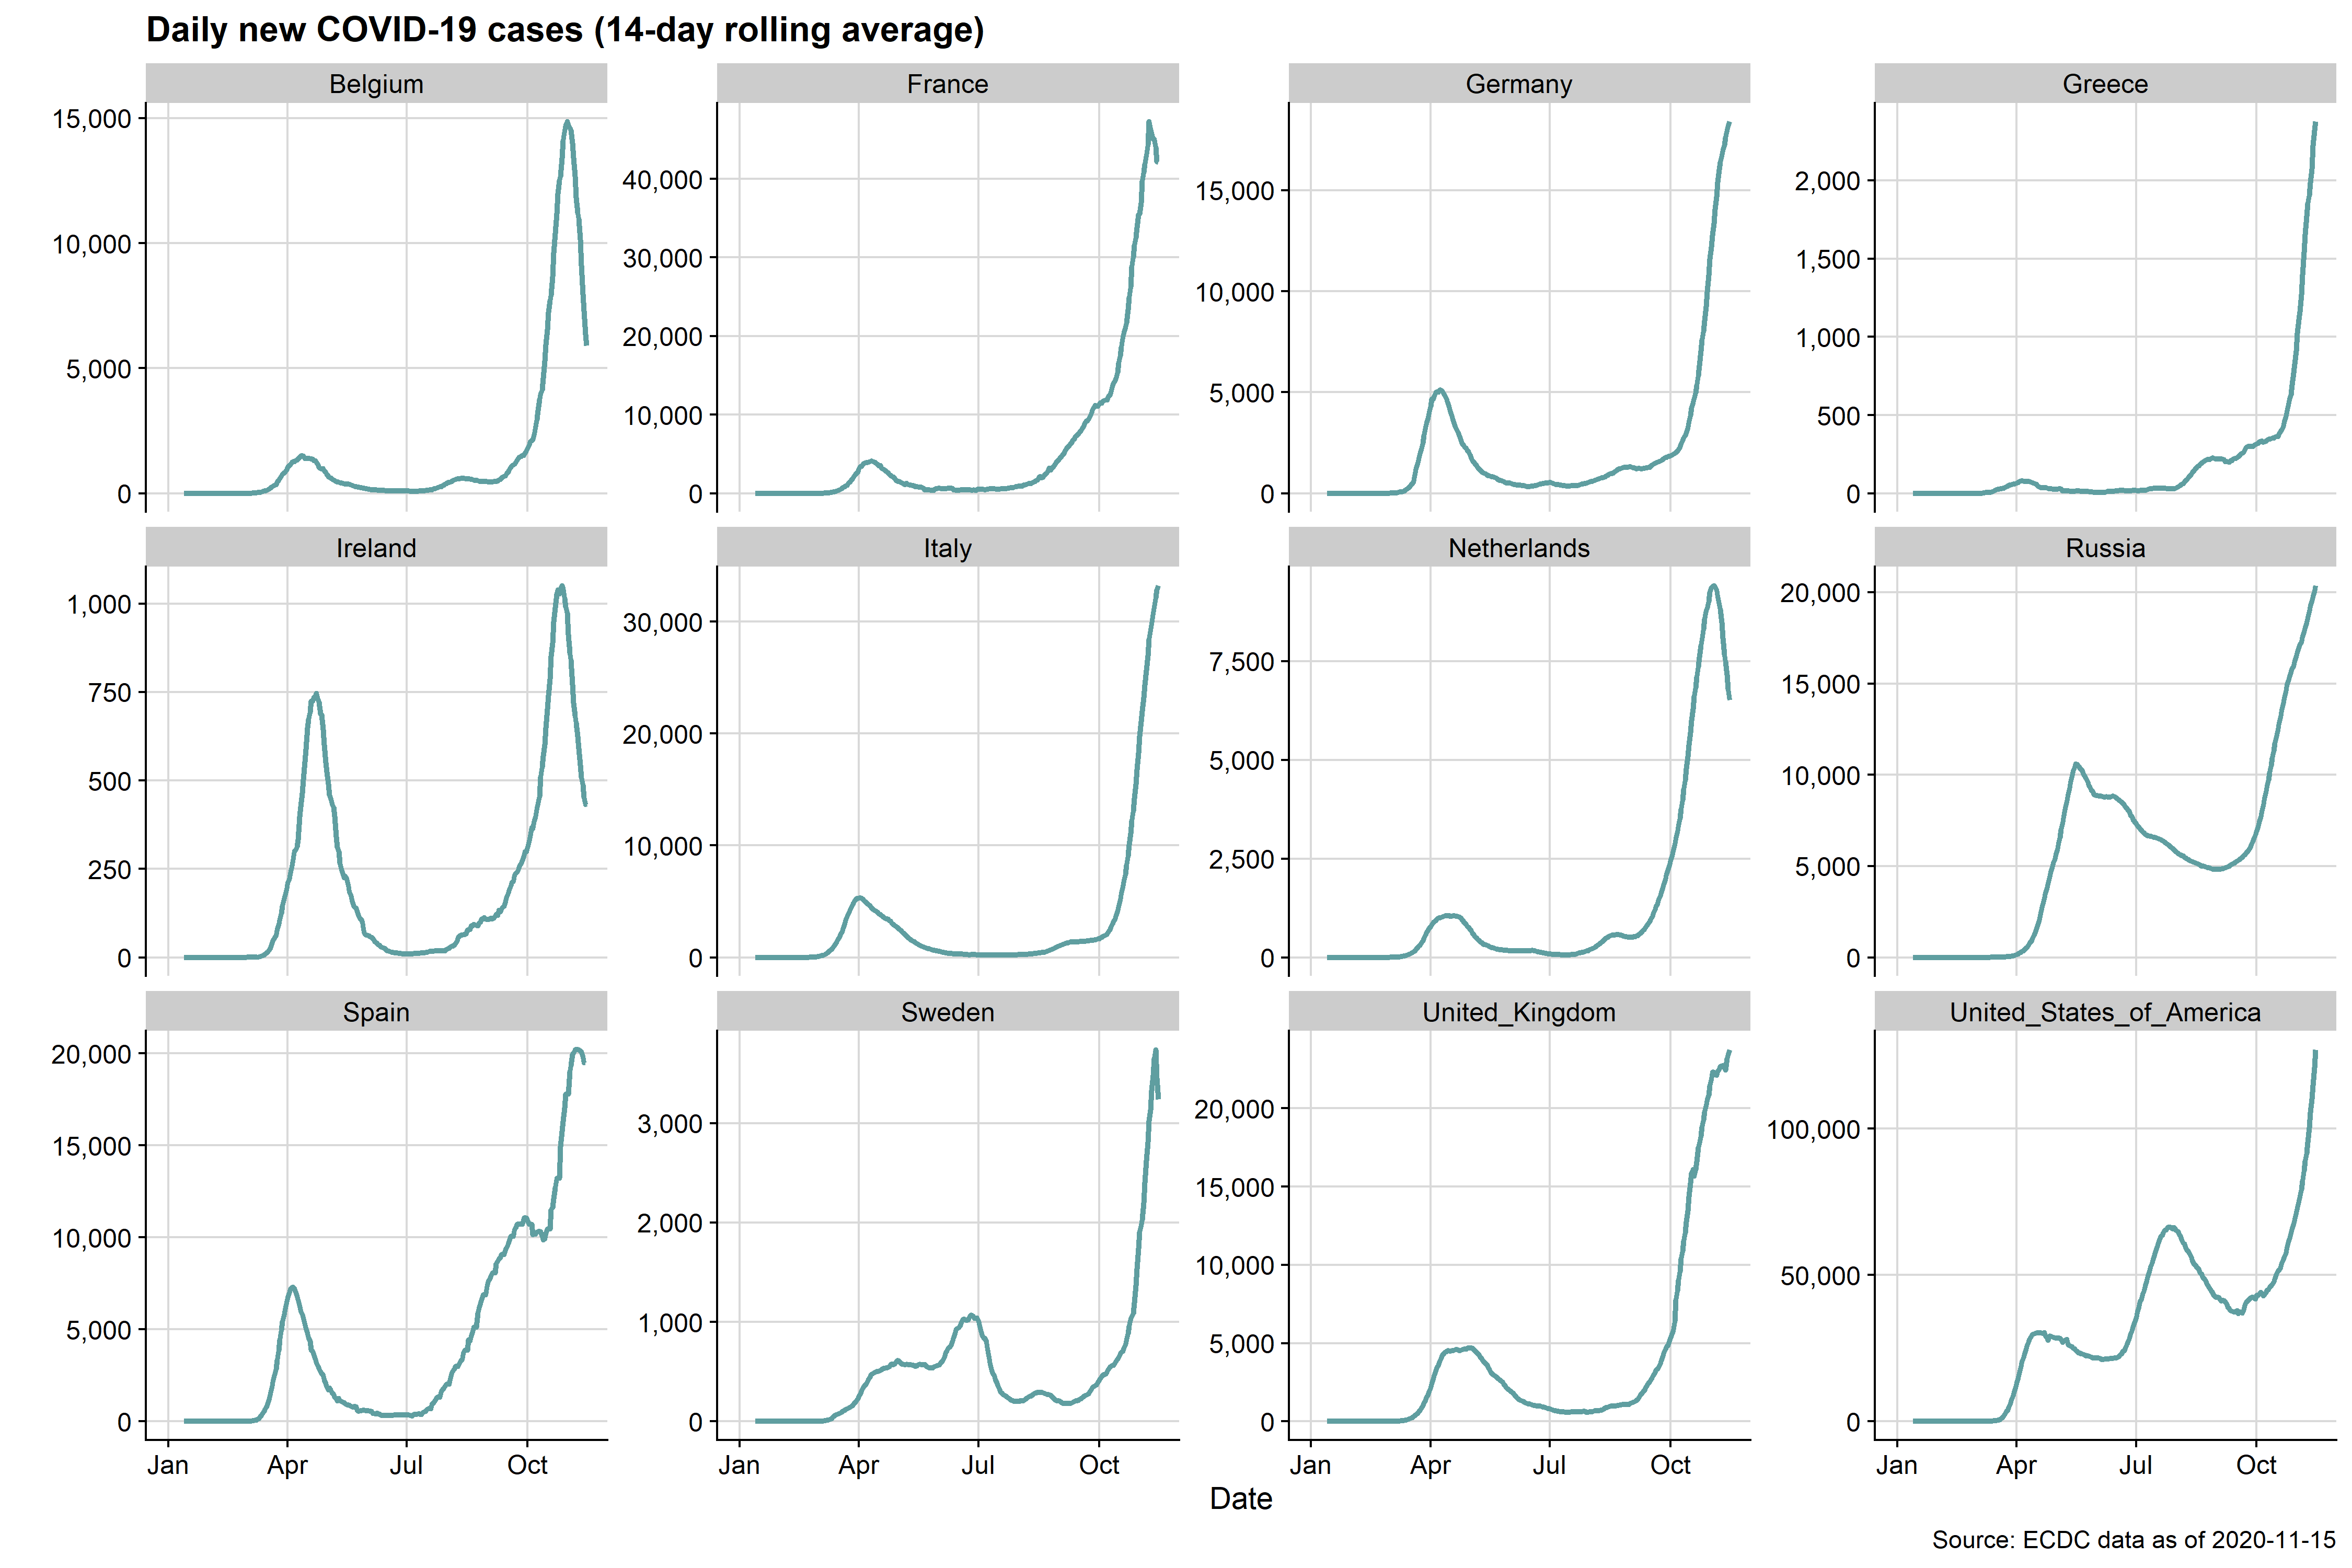 Daily new COVID-19 cases (14-day rolling average)
Belgium
15,000
10,000
5,000
0
France
40,000
30,000
20,000
10,000
0
Germany
15,000
10,000
5,000
0
Greece
2,000
1,500
1,000
500
0
Ireland
1,000
750
500
250
0
Italy
30,000
20,000
10,000
0
Netherlands
7,500
5,000
2,500
0
Russia
20,000
15,000
10,000
5,000
0
Spain
20,000
15,000
10,000
5,000
0
Sweden
3,000
2,000
1,000
0
United_Kingdom
20,000
15,000
10,000
5,000
0
United_States_of_America
100,000
50,000
0
Jan Apr Jul Oct
Jan Apr Jul Oct
Jan Apr Jul Oct
Jan Apr Jul Oct
Date
Source: ECDC data as of 2020-11-15